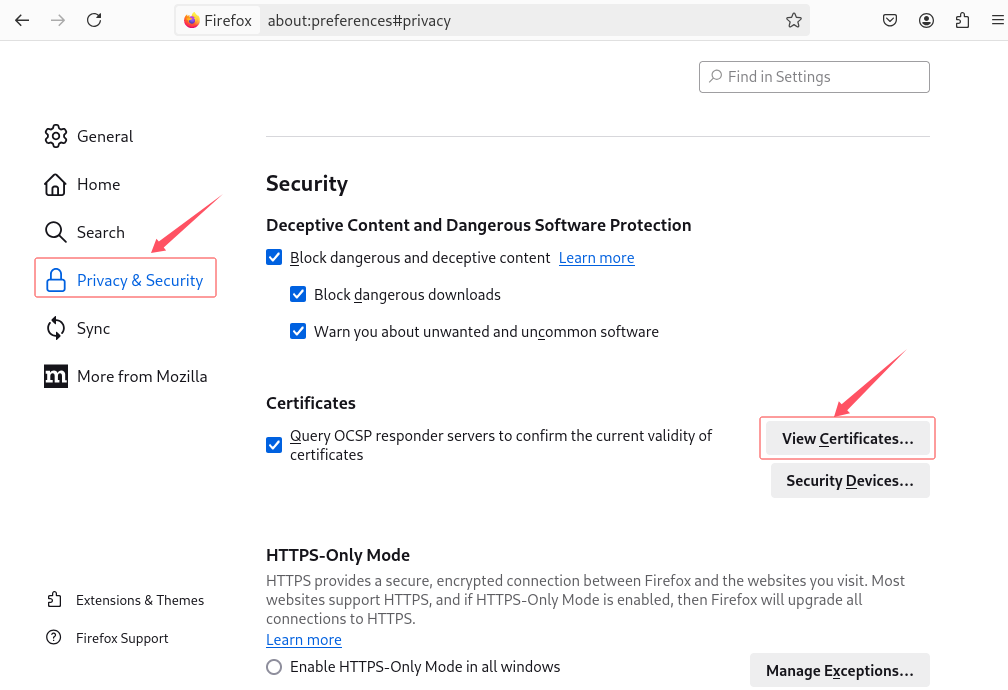 Firefox about:preferences#privacy
Find in Settings
General
Home
Search
Privacy & Security
Sync
More from Mozilla
Extensions & Themes
Firefox Support
Security
Deceptive Content and Dangerous Software Protection
Block dangerous and deceptive content Learn more
Block dangerous downloads
Warn you about unwanted and uncommon software
Certificates
Query OCSP responder servers to confirm the current validity of
certificates
View Certificates...
Security Devices...
HTTPS-Only Mode
HTTPS provides a secure, encrypted connection between Firefox and the websites you visit. Most
websites support HTTPS, and if HTTPS-Only Mode is enabled, then Firefox will upgrade all
connections to HTTPS.
Learn more
Enable HTTPS-Only Mode in all windows
Manage Exceptions...